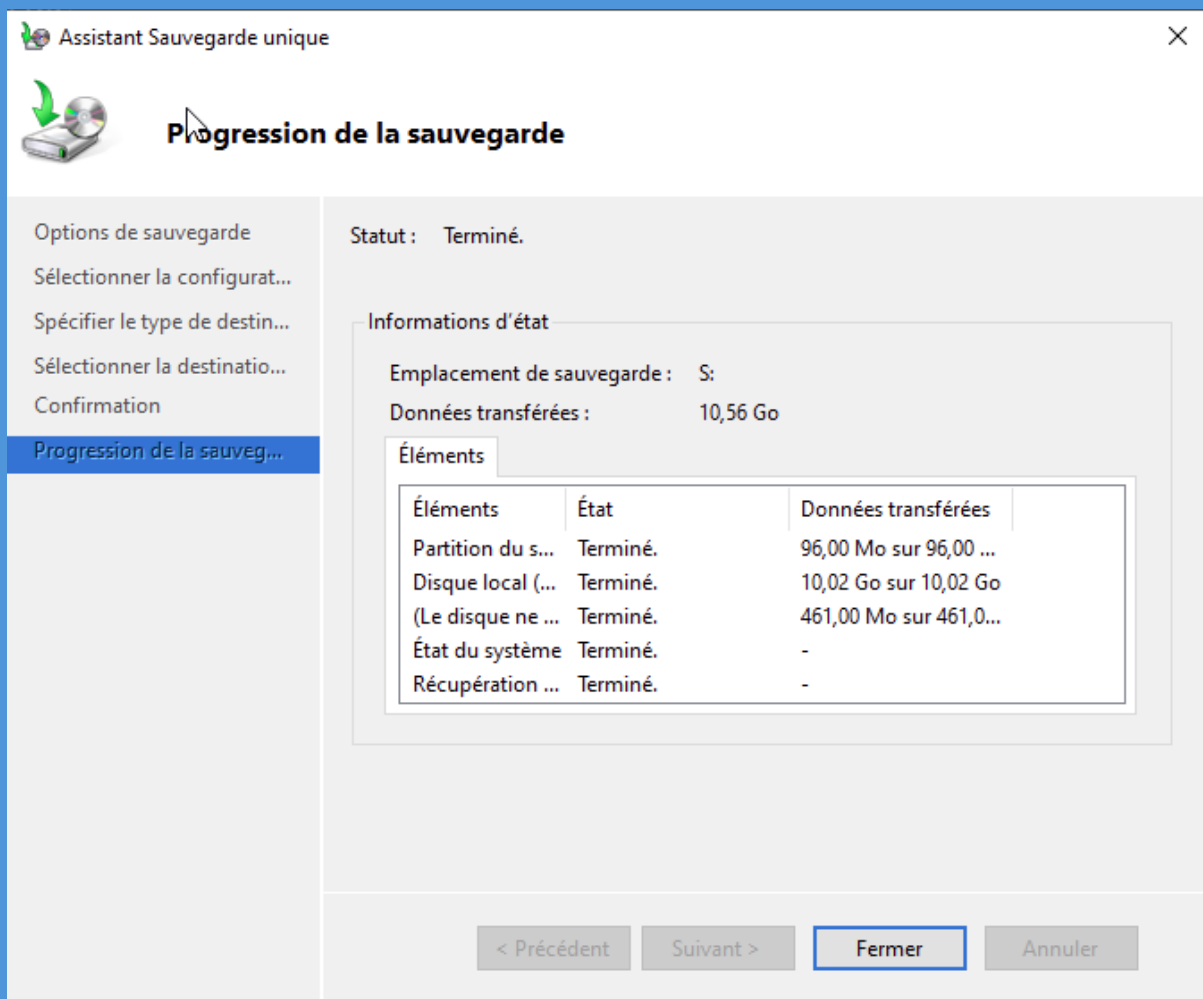 Assistant Sauvegarde unique
Progression de la sauvegarde
Options de sauvegarde
Sélectionner la configurat...
Spécifier le type de destin...
Sélectionner la destinatio...
Confirmation
Progression de la sauveg...
Statut : Terminé.
Informations d'état
Emplacement de sauvegarde : S:
Données transférées : 10,56 Go
Éléments
Éléments État Données transférées
Partition du s... Terminé. 96,00 Mo sur 96,00 ...
Disque local (... Terminé. 10,02 Go sur 10,02 Go
(Le disque ne ... Terminé. 461,00 Mo sur 461,0...
État du système Terminé. -
Récupération ... Terminé. -
< Précédent Suivant > Fermer Annuler